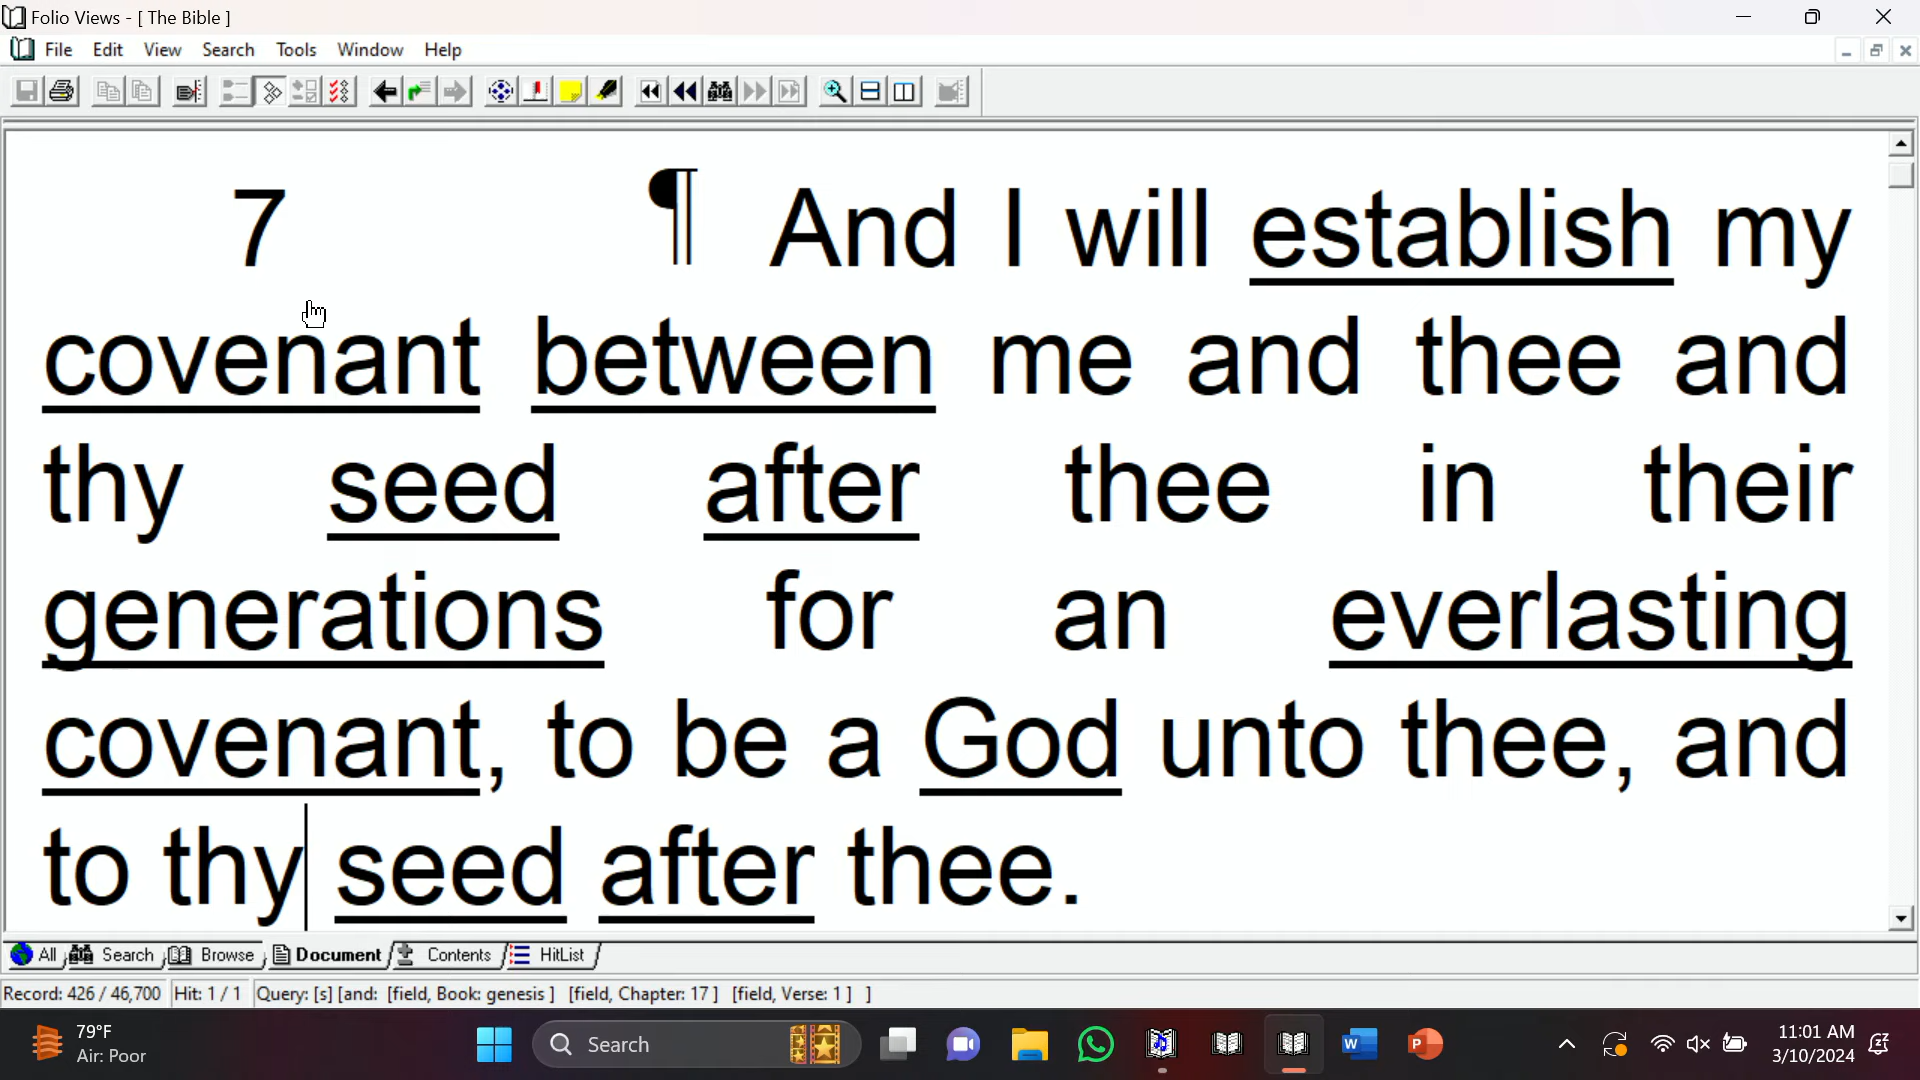 Folio Views - [ The Bible ]
File Edit View Search Tools Window Help
7 ¶ And I will establish my
covenant between me and thee and
thy seed after thee in their
generations for an everlasting
covenant, to be a God unto thee, and
to thy seed after thee.
All Search Browse Document Contents HitList
Record: 426 / 46,700 Hit: 1 / 1 Query: [s] [and: [field, Book: genesis ] [field, Chapter: 17 ] [field, Verse: 1 ] ]
79°F
Air: Poor
Search
W
P
11:01 AM
3/10/2024